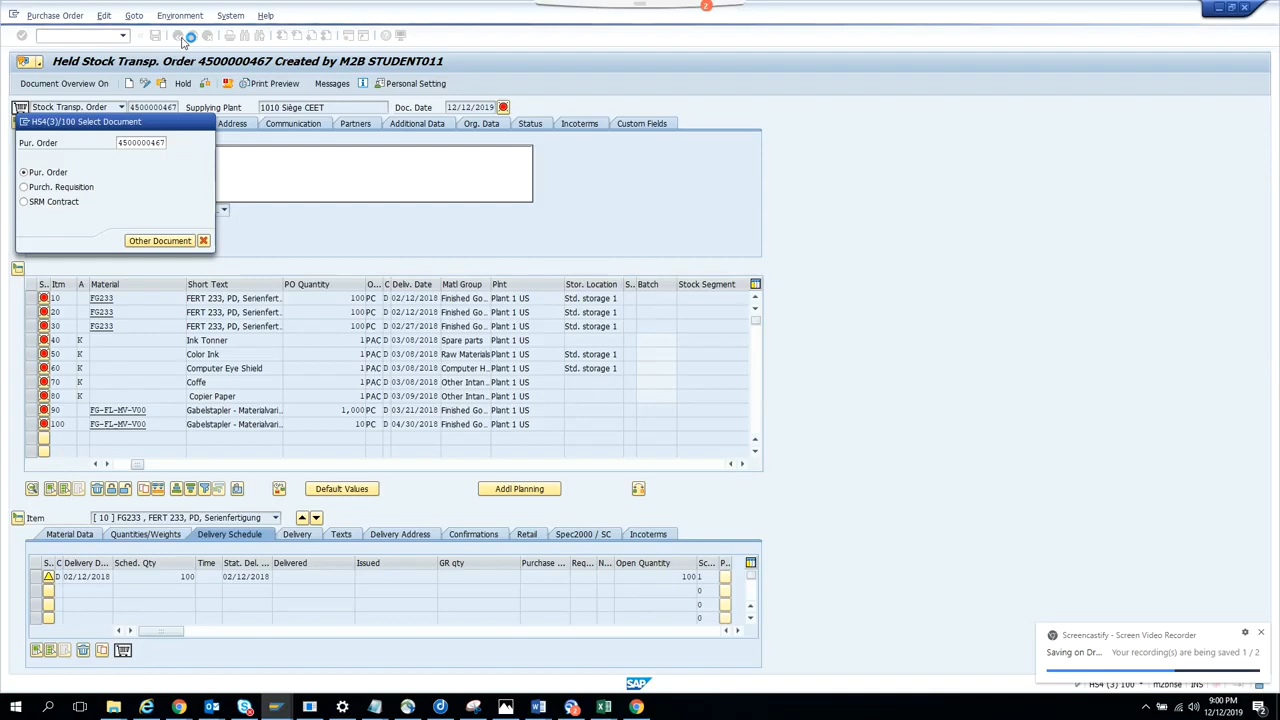 Purchase Order Edit Goto Environment System Help
2
Held Stock Transp. Order 4500000467 Created by M2B STUDENT011
Document Overview On Hold Print Preview Messages Personal Setting
Stock Transp. Order 4500000467 Supplying Plant 1010 Siège CEET Doc. Date 12/12/2019
HS4(3)/100 Select Document
Address Communication Partners Additional Data Org. Data Status Incoterms Custom Fields
Pur. Order 4500000467
Pur. Order
Purch. Requisition
SRM Contract
Other Document
S.. Itm A Material Short Text PO Quantity O... C Deliv. Date Matl Group Plnt Stor. Location S.. Batch Stock Segment
10 FG233 FERT 233, PD, Serienfert.. 100 PC D 02/12/2018 Finished Go.. Plant 1 US Std. storage 1
20 FG233 FERT 233, PD, Serienfert.. 100 PC D 02/12/2018 Finished Go.. Plant 1 US Std. storage 1
30 FG233 FERT 233, PD, Serienfert.. 100 PC D 02/27/2018 Finished Go.. Plant 1 US Std. storage 1
40 K Ink Tonner 1 PAC D 03/08/2018 Spare parts Plant 1 US
50 K Color Ink 1 PAC D 03/08/2018 Raw Materials Plant 1 US Std. storage 1
60 K Computer Eye Shield 1 PAC D 03/08/2018 Computer H.. Plant 1 US Std. storage 1
70 K Coffe 1 PAC D 03/08/2018 Other Intan.. Plant 1 US
80 K Copier Paper 1 PAC D 03/09/2018 Other Intan.. Plant 1 US
90 FG-FL-MV-V00 Gabelstapler - Materialvari.. 1,000 PC D 03/21/2018 Finished Go.. Plant 1 US
100 FG-FL-MV-V00 Gabelstapler - Materialvari.. 10 PC D 04/30/2018 Finished Go.. Plant 1 US
Default Values Addl Planning
Item [ 10 ] FG233 , FERT 233, PD, Serienfertigung
Material Data Quantities/Weights Delivery Schedule Delivery Texts Delivery Address Confirmations Retail Spec2000 / SC Incoterms
S.. C Delivery D... Sched. Qty Time Stat. Del. ... Delivered Issued GR qty Purchase ... Req... N... Open Quantity Sc... P..
D 02/12/2018 100 02/12/2018 100 1
0
0
0
Screencastify - Screen Video Recorder
Saving on Dr... Your recording(s) are being saved 1 / 2
SAP
HS4 (3) 100 INS
9:00 PM
12/12/2019